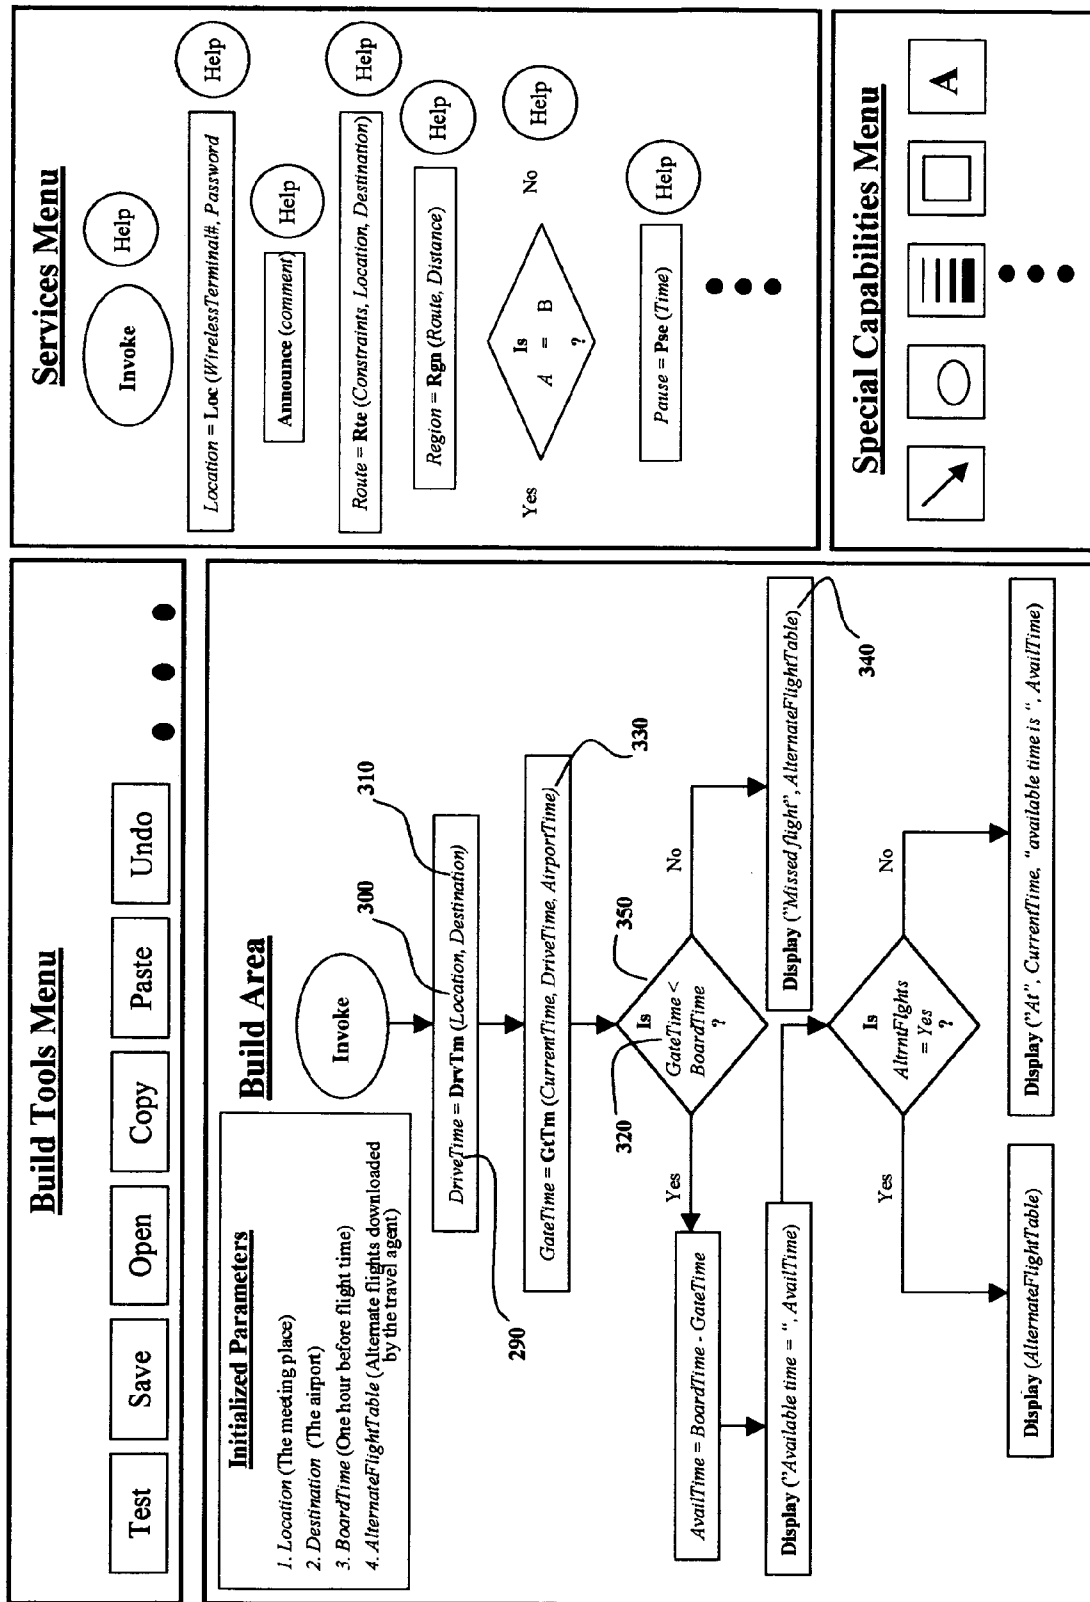 Build Tools Menu
Test
Save
Open
Copy
Paste
Undo
Build Area
Initialized Parameters
1. Location (The meeting place)
2. Destination (The airport)
3. BoardTime (One hour before flight time)
4. AlternateFlightTable (Alternate flights downloaded
by the travel agent)
Invoke
300
310
DriveTime = DrvTm (Location, Destination)
290
GateTime = GtTm (CurrentTime, DriveTime, AirportTime)
330
350
Is
GateTime <
BoardTime
?
320
Yes
No
AvailTime = BoardTime - GateTime
Display ("Missed flight", AlternateFlightTable)
340
Display ("Available time = “, AvailTime)
Is
AltrntFlghts
= Yes
?
Yes
No
Display (AlternateFlightTable)
Display ("At", CurrentTime, “available time is “, AvailTime)
Services Menu
Invoke
Help
Location = Loc (WirelessTerminal#, Password
Help
Announce (comment)
Help
Route = Rte (Constraints, Location, Destination)
Help
Region = Rgn (Route, Distance)
Help
Yes
Is
A = B
?
No
Help
Pause = Pse (Time)
Help
Special Capabilities Menu
A